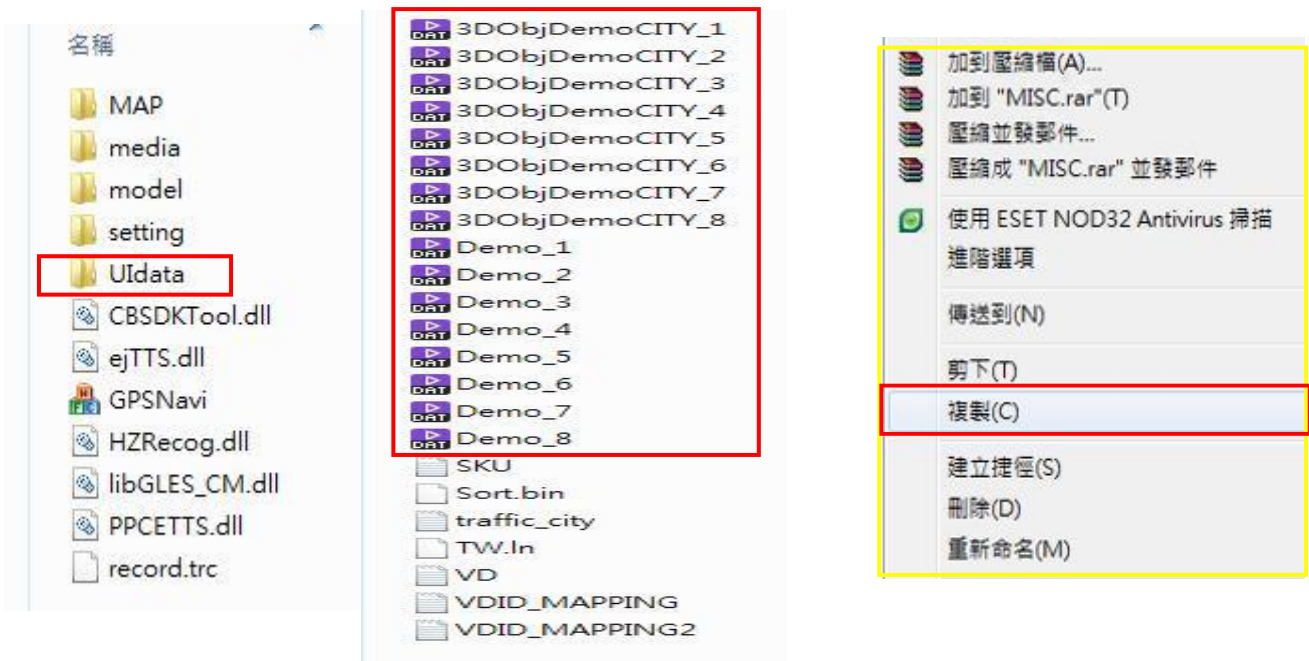 名稱
MAP
media
model
setting
UIdata
CBSDKTool.dll
ejTTS.dll
GPSNavi
HZRecog.dll
libGLES_CM.dll
PPCETTS.dll
record.trc
3DObjDemoCITY_1
3DObjDemoCITY_2
3DObjDemoCITY_3
3DObjDemoCITY_4
3DObjDemoCITY_5
3DObjDemoCITY_6
3DObjDemoCITY_7
3DObjDemoCITY_8
Demo_1
Demo_2
Demo_3
Demo_4
Demo_5
Demo_6
Demo_7
Demo_8
SKU
Sort.bin
traffic_city
TW.ln
VD
VDID_MAPPING
VDID_MAPPING2
加到壓縮檔(A)...
加到 "MISC.rar"(T)
壓縮並發郵件...
壓縮成 "MISC.rar" 並發郵件
使用 ESET NOD32 Antivirus 掃描
進階選項
傳送到(N)
剪下(T)
複製(C)
建立捷徑(S)
刪除(D)
重新命名(M)